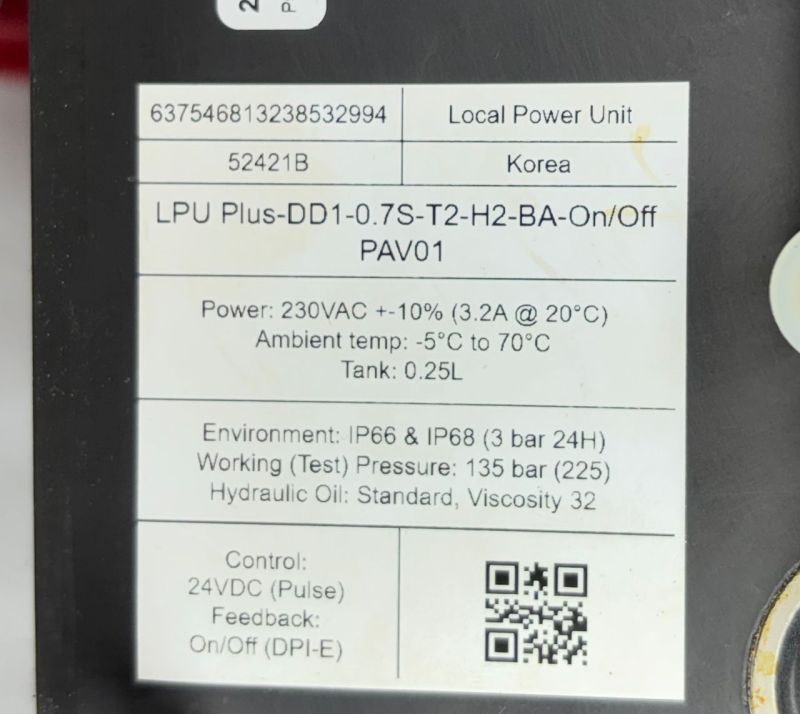 637546813238532994 Local Power Unit
52421B Korea
LPU Plus-DD1-0.7S-T2-H2-BA-On/Off
PAV01
Power: 230VAC +-10% (3.2A @ 20°C)
Ambient temp: -5°C to 70°C
Tank: 0.25L
Environment: IP66 & IP68 (3 bar 24H)
Working (Test) Pressure: 135 bar (225)
Hydraulic Oil: Standard, Viscosity 32
Control:
24VDC (Pulse)
Feedback:
On/Off (DPI-E)